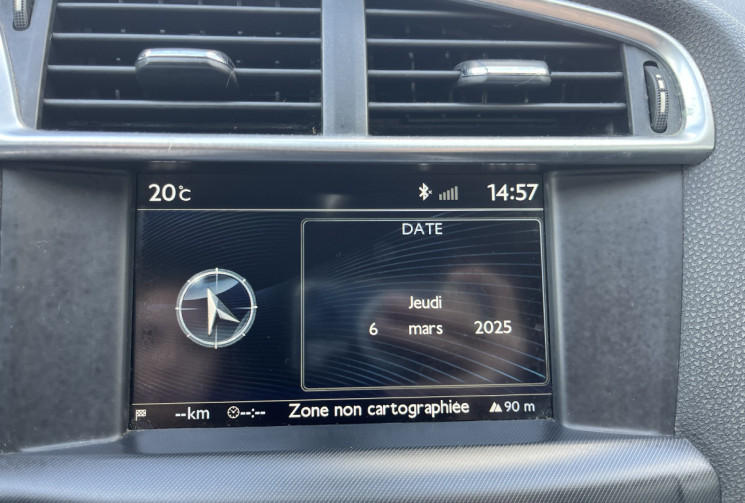 20°C 14:57
DATE
Jeudi
6 mars 2025
--km --:-- Zone non cartographiée 90 m